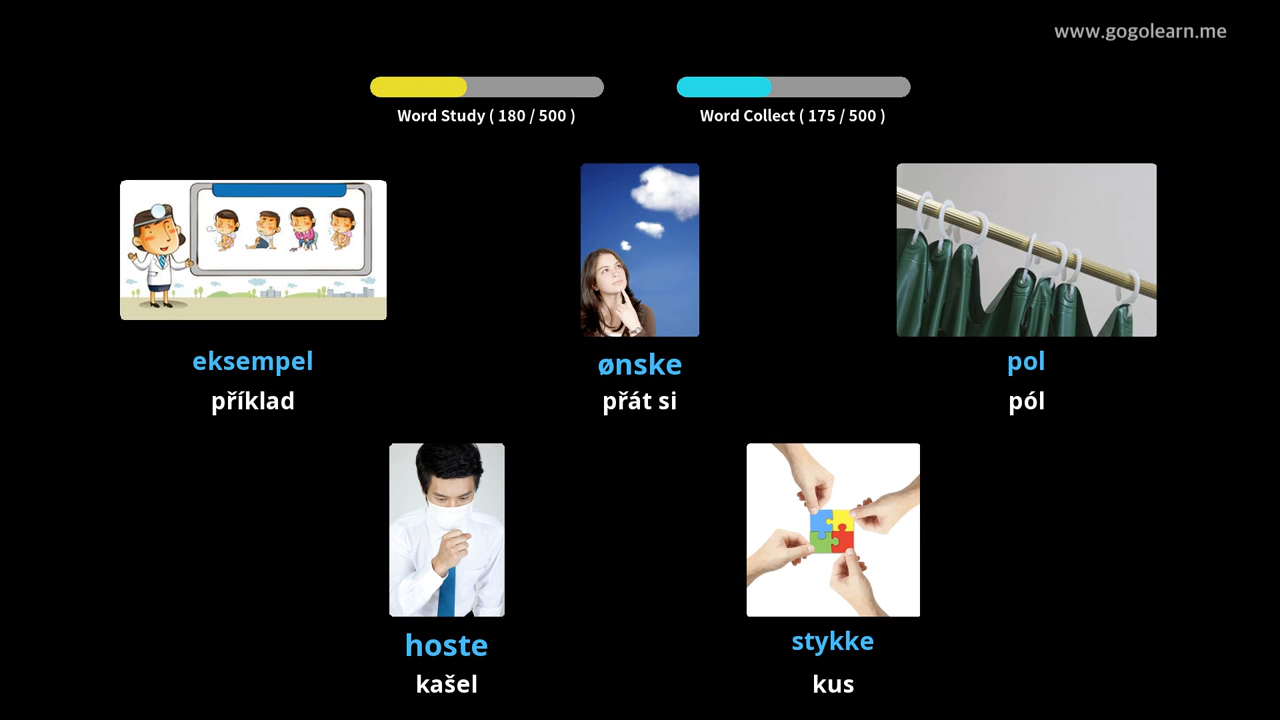 www.gogolearn.me
Word Study ( 180 / 500 )
Word Collect ( 175 / 500 )
eksempel
příklad
ønske
přát si
pol
pól
hoste
kašel
stykke
kus